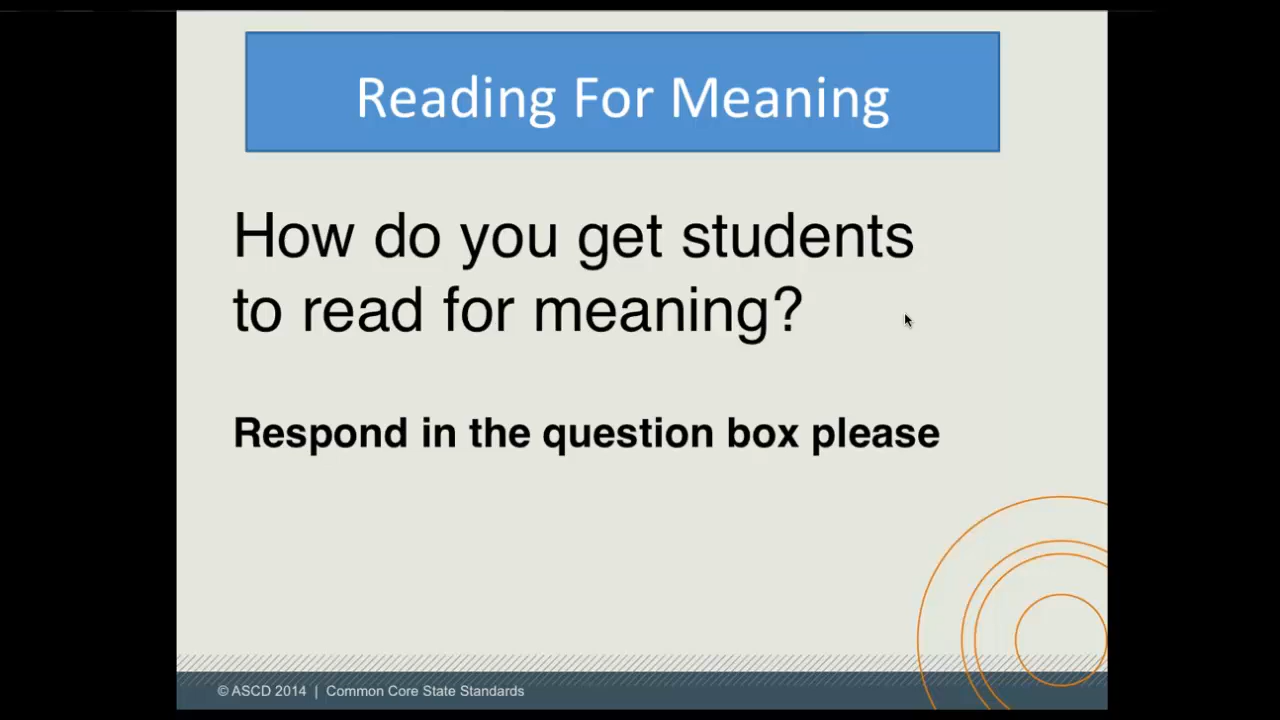 Reading For Meaning
How do you get students
to read for meaning?
Respond in the question box please
© ASCD 2014 | Common Core State Standards